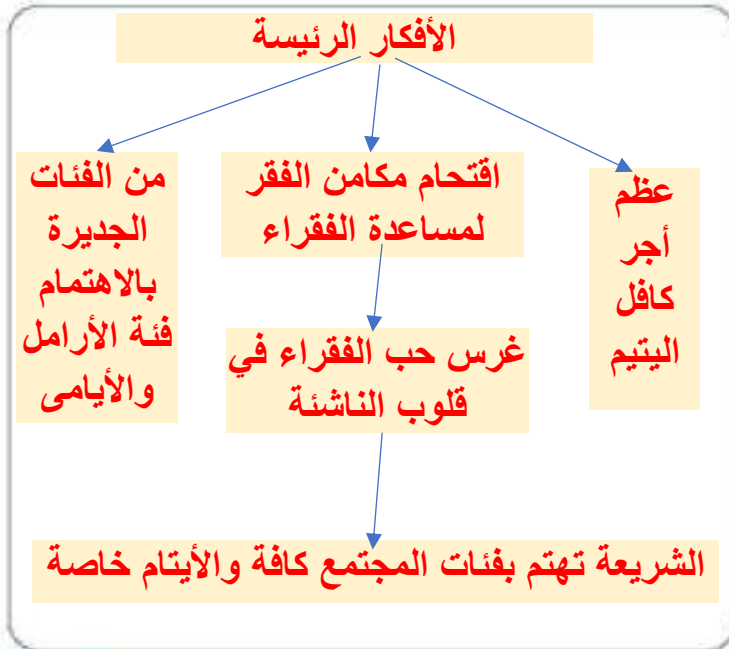 الأفكار الرئيسة
عظم
أجر
كافل
اليتيم
اقتحام مكامن الفقر
لمساعدة الفقراء
من الفئات
الجديرة
بالاهتمام
فئة الأرامل
والأيامى
غرس حب الفقراء في
قلوب الناشئة
الشريعة تهتم بفئات المجتمع كافة والأيتام خاصة